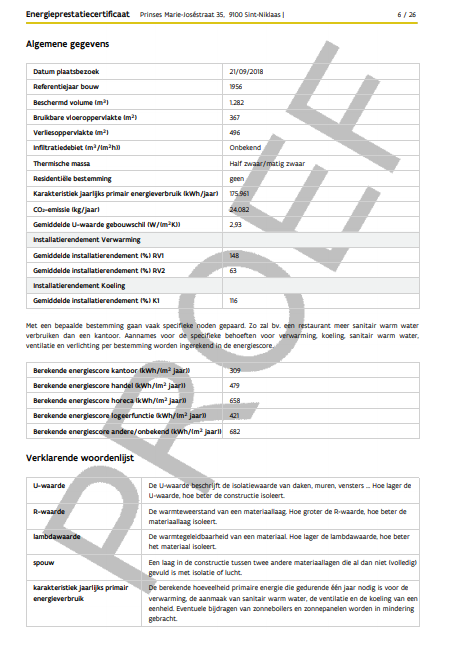 Energieprestatiecertificaat Prinses Marie-Joséstraat 35, 9100 Sint-Niklaas | 6 / 26
Algemene gegevens
Datum plaatsbezoek 21/09/2018
Referentiejaar bouw 1956
Beschermd volume (m³) 1.282
Bruikbare vloeroppervlakte (m²) 367
Verliesoppervlakte (m²) 496
Infiltratiedebiet (m³/(m²h)) Onbekend
Thermische massa Half zwaar/matig zwaar
Residentiële bestemming geen
Karakteristiek jaarlijks primair energieverbruik (kWh/jaar) 175.961
CO₂-emissie (kg/jaar) 24.082
Gemiddelde U-waarde gebouwschil (W/(m²K)) 2,93
Installatierendement Verwarming
Gemiddeld installatierendement (%) RV1 148
Gemiddeld installatierendement (%) RV2 63
Installatierendement Koeling
Gemiddeld installatierendement (%) K1 116
Met een bepaalde bestemming gaan vaak specifieke noden gepaard. Zo zal bv. een restaurant meer sanitair warm water
verbruiken dan een kantoor. Aannames voor de specifieke behoeften voor verwarming, koeling, sanitair warm water,
ventilatie en verlichting per bestemming worden ingerekend in de energiescore.
Berekende energiescore kantoor (kWh/(m² jaar)) 309
Berekende energiescore handel (kWh/(m² jaar)) 479
Berekende energiescore horeca (kWh/(m² jaar)) 658
Berekende energiescore logeerfunctie (kWh/(m² jaar)) 421
Berekende energiescore andere/onbekend (kWh/(m² jaar)) 682
Verklarende woordenlijst
U-waarde De U-waarde beschrijft de isolatiewaarde van daken, muren, vensters ... Hoe lager de
U-waarde, hoe beter de constructie isoleert.
R-waarde De warmteweerstand van een materiaallaag. Hoe groter de R-waarde, hoe beter de
materiaallaag isoleert.
lambdawaarde De warmtegeleidbaarheid van een materiaal. Hoe lager de lambdawaarde, hoe beter
het materiaal isoleert.
spouw Een laag in de constructie tussen twee andere materiaallagen die al dan niet (volledig)
gevuld is met isolatie of lucht.
karakteristiek jaarlijks primair De berekende hoeveelheid primaire energie die gedurende één jaar nodig is voor de
energieverbruik verwarming, de aanmaak van sanitair warm water, de ventilatie en de koeling van een
eenheid. Eventuele bijdragen van zonneboilers en zonnepanelen worden in mindering
gebracht.
PROEF